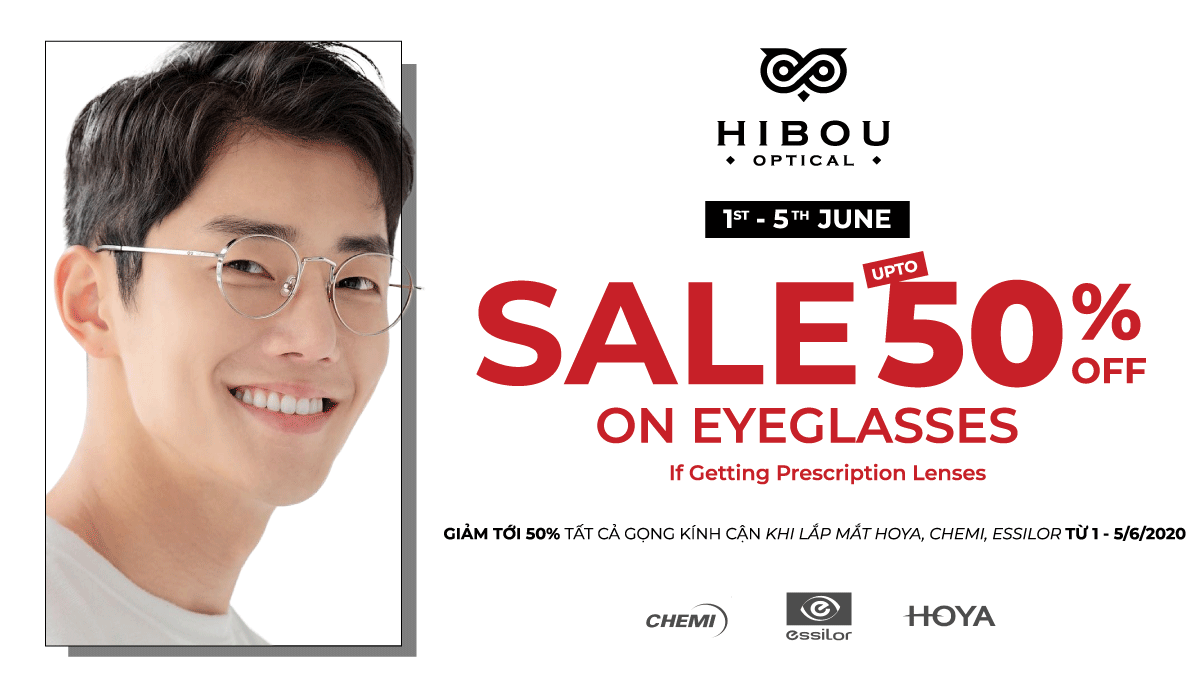 HIBOU
OPTICAL
1ST - 5TH JUNE
UPTO
SALE 50% OFF
ON EYEGLASSES
If Getting Prescription Lenses
GIẢM TỚI 50% TẤT CẢ GỌNG KÍNH CẬN KHI LẮP MẮT HOYA, CHEMI, ESSILOR TỪ 1 - 5/6/2020
CHEMI
essilor
HOYA